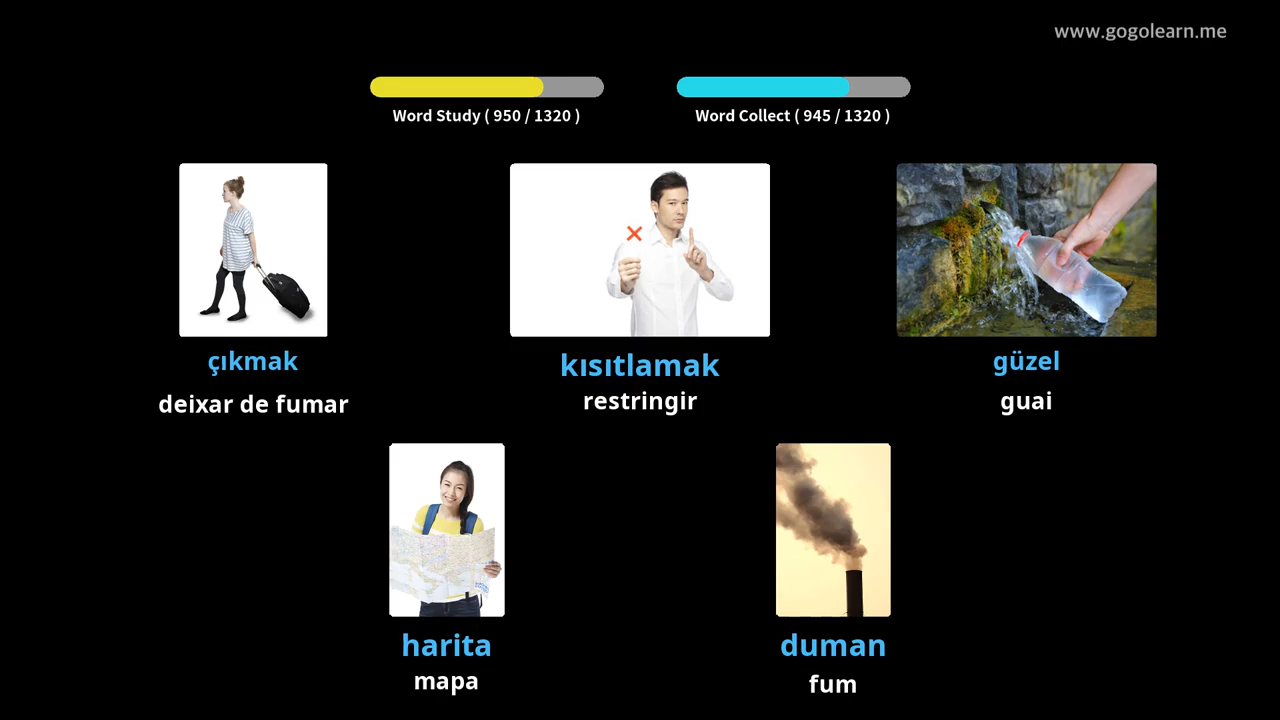 www.gogolearn.me
Word Study ( 950 / 1320 )
Word Collect ( 945 / 1320 )
çıkmak
deixar de fumar
kısıtlamak
restringir
güzel
guai
harita
mapa
duman
fum